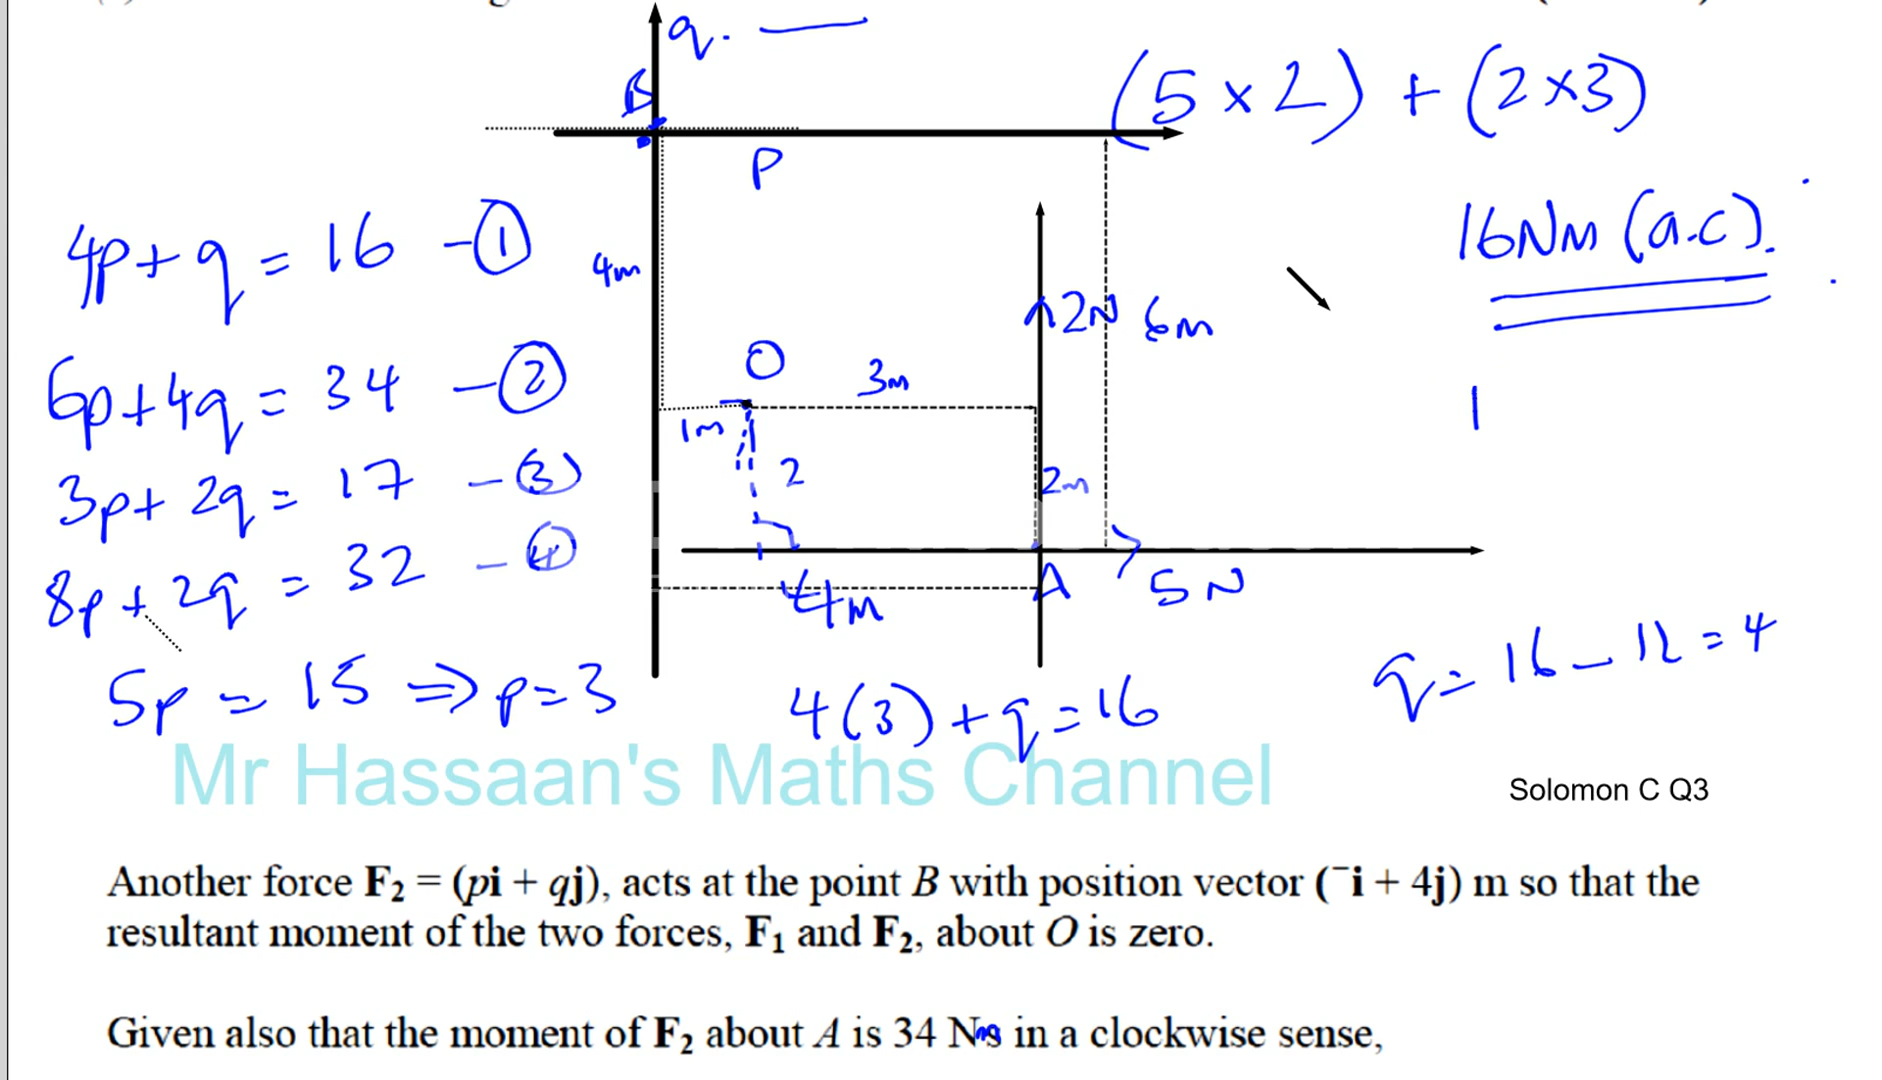 q.
B
P
(5 × 2) + (2 × 3)
16Nm (a.c).
4p + q = 16 - ①
4m
2N
6m
O
3m
6p + 4q = 34 - ②
1m
2
2m
3p + 2q = 17 - ③
8p + 2q = 32 - ④
4m
A
5N
5p = 15 ⇒ p = 3
4(3) + q = 16
q = 16 - 12 = 4
Mr Hassaan's Maths Channel
Solomon C Q3
Another force F₂ = (pi + qj), acts at the point B with position vector (⁻i + 4j) m so that the
resultant moment of the two forces, F₁ and F₂, about O is zero.
Given also that the moment of F₂ about A is 34 Nm in a clockwise sense,